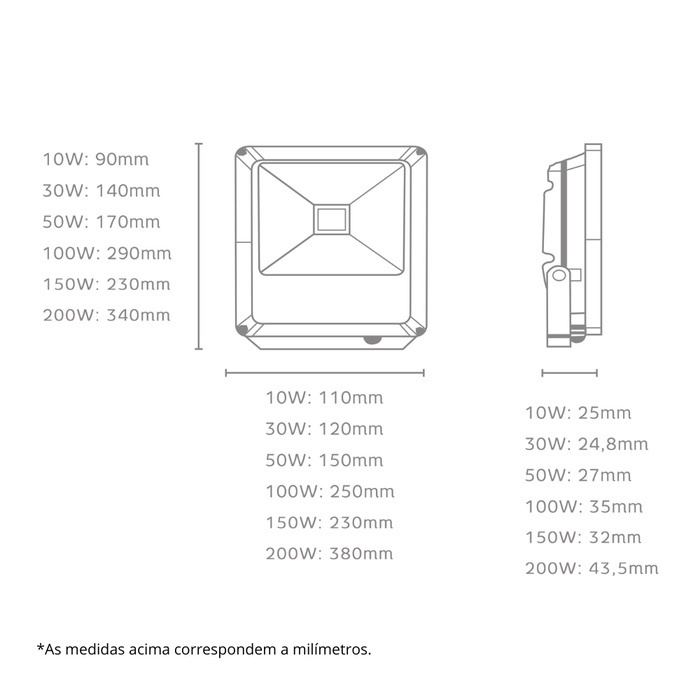 10W: 90mm
30W: 140mm
50W: 170mm
100W: 290mm
150W: 230mm
200W: 340mm
10W: 110mm
30W: 120mm
50W: 150mm
100W: 250mm
150W: 230mm
200W: 380mm
10W: 25mm
30W: 24,8mm
50W: 27mm
100W: 35mm
150W: 32mm
200W: 43,5mm
*As medidas acima correspondem a milímetros.